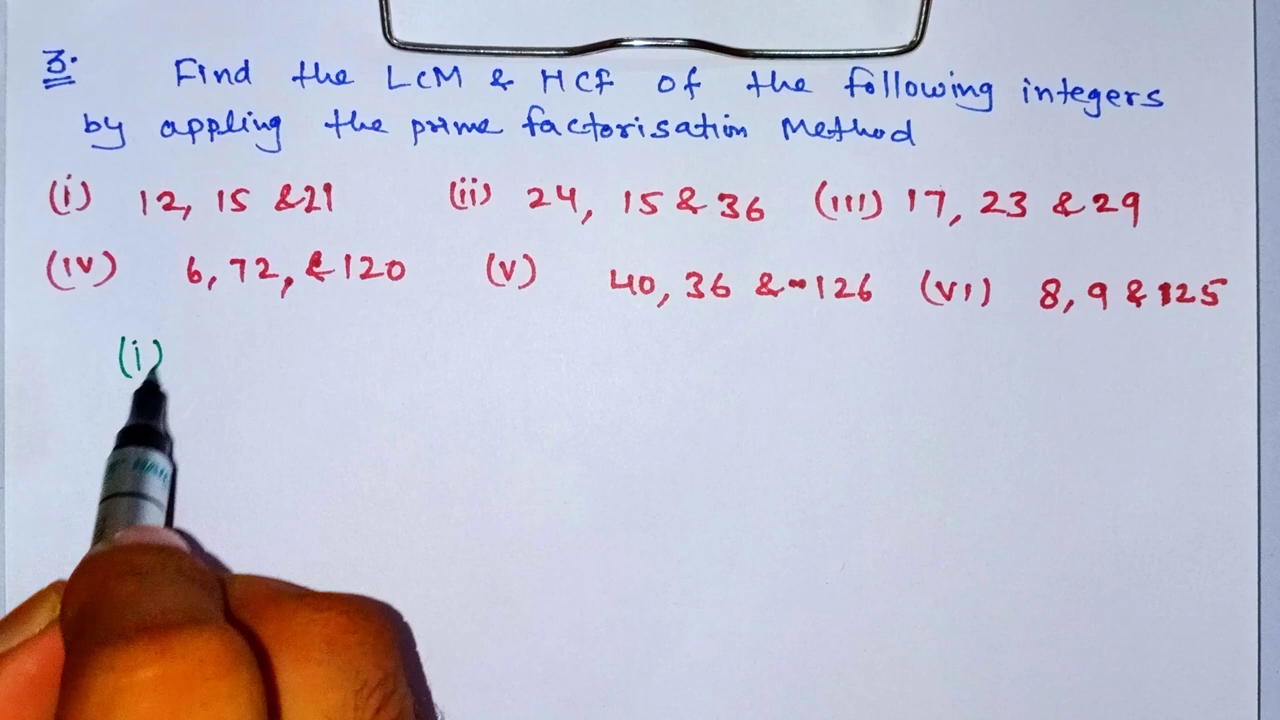 3. Find the LCM & HCF of the following integers
by appling the prime factorisation Method
(i) 12, 15 & 21 (ii) 24, 15 & 36 (iii) 17, 23 & 29
(iv) 6, 72, & 120 (v) 40, 36 & 126 (vi) 8, 9 & 125
(i)